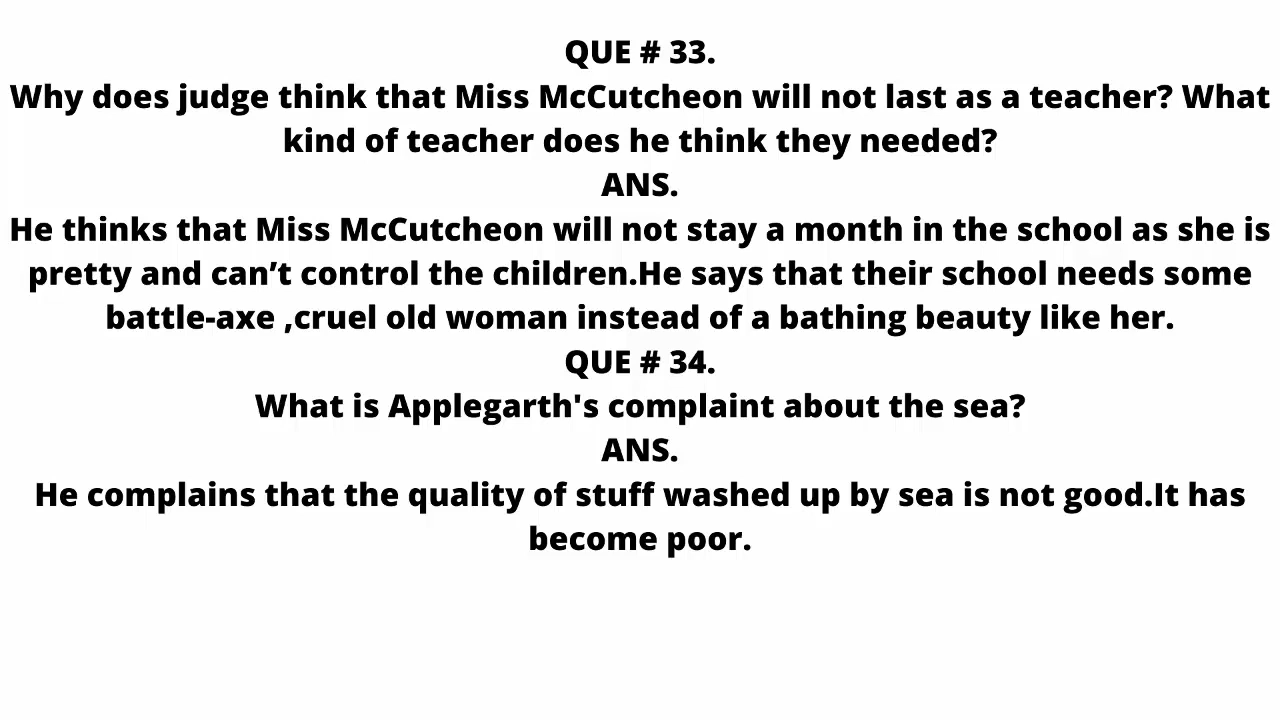 QUE # 33.
Why does judge think that Miss McCutcheon will not last as a teacher? What
kind of teacher does he think they needed?
ANS.
He thinks that Miss McCutcheon will not stay a month in the school as she is
pretty and can’t control the children.He says that their school needs some
battle-axe ,cruel old woman instead of a bathing beauty like her.
QUE # 34.
What is Applegarth's complaint about the sea?
ANS.
He complains that the quality of stuff washed up by sea is not good.It has
become poor.